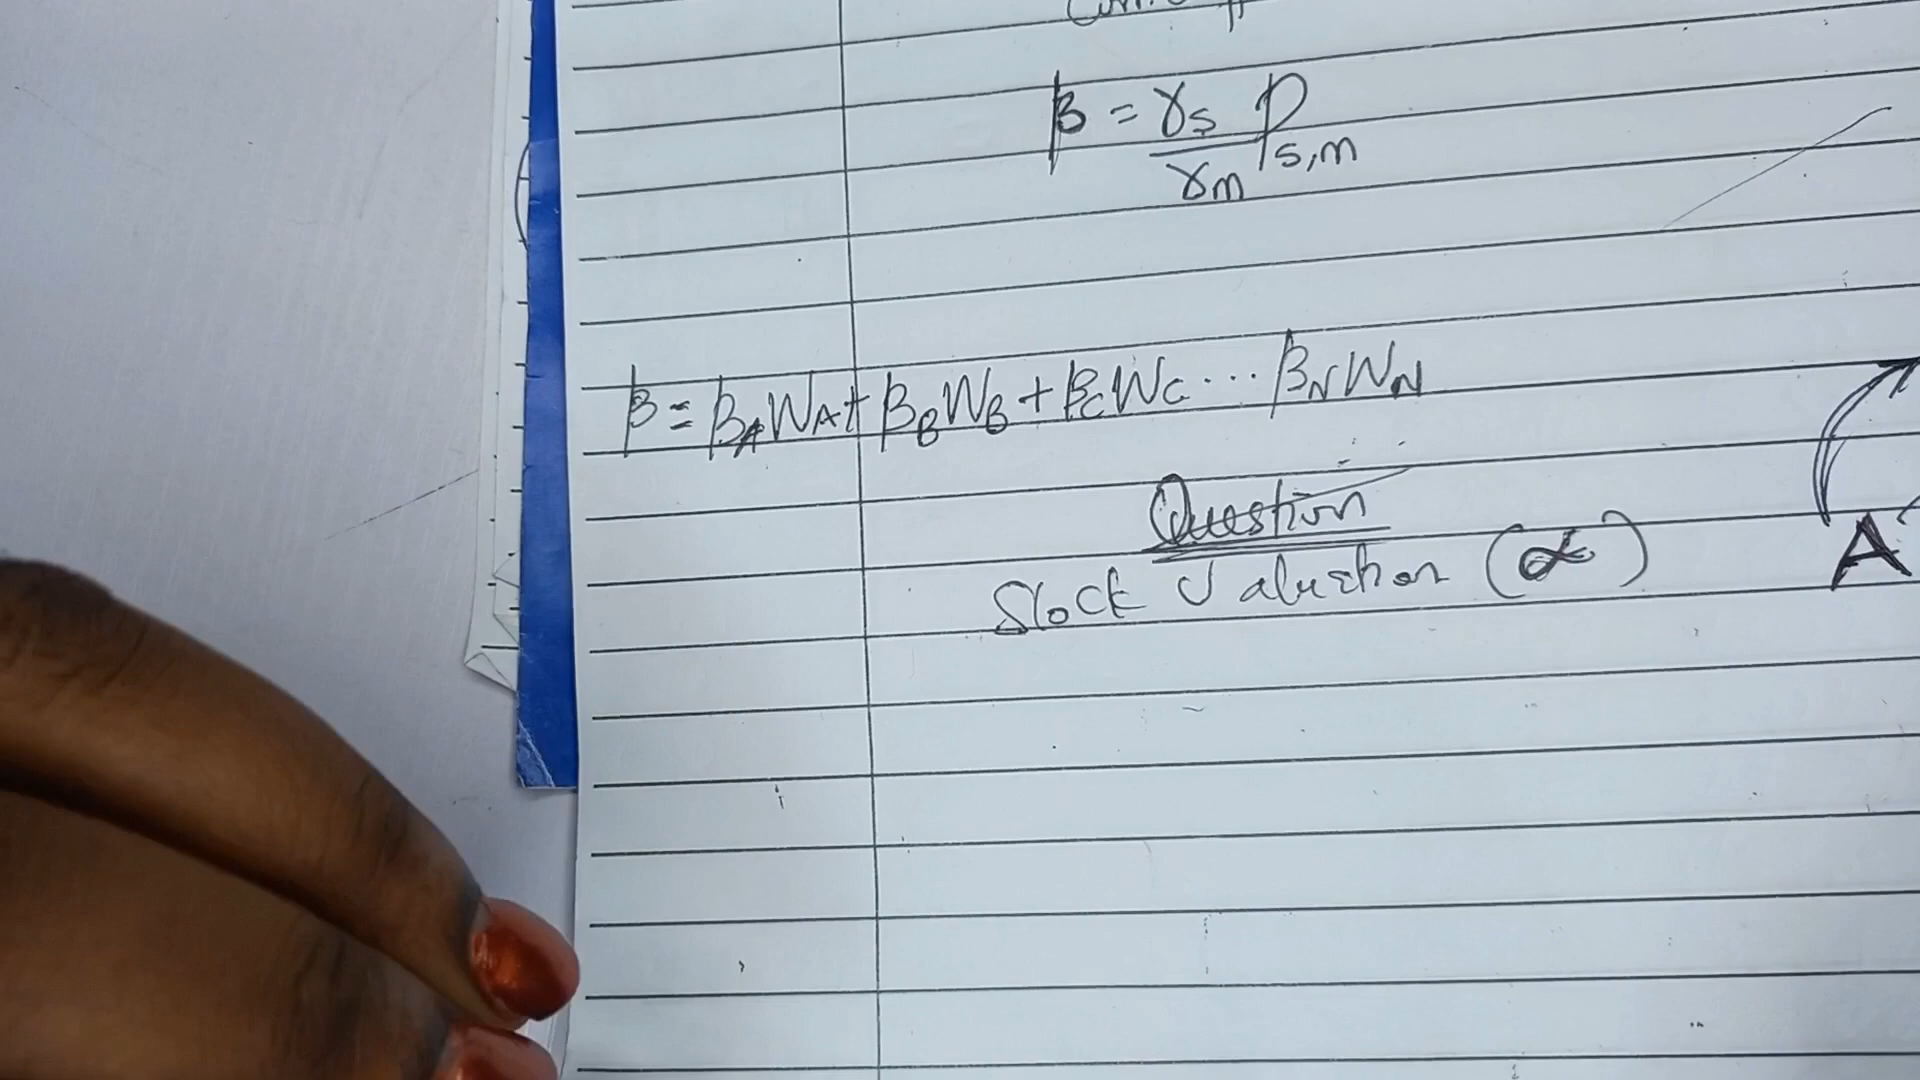 β = γs ρs,m
γm
β = βAWA + βBWB + βCWC ... βNWN
Question
Stock Valuation (α)
A